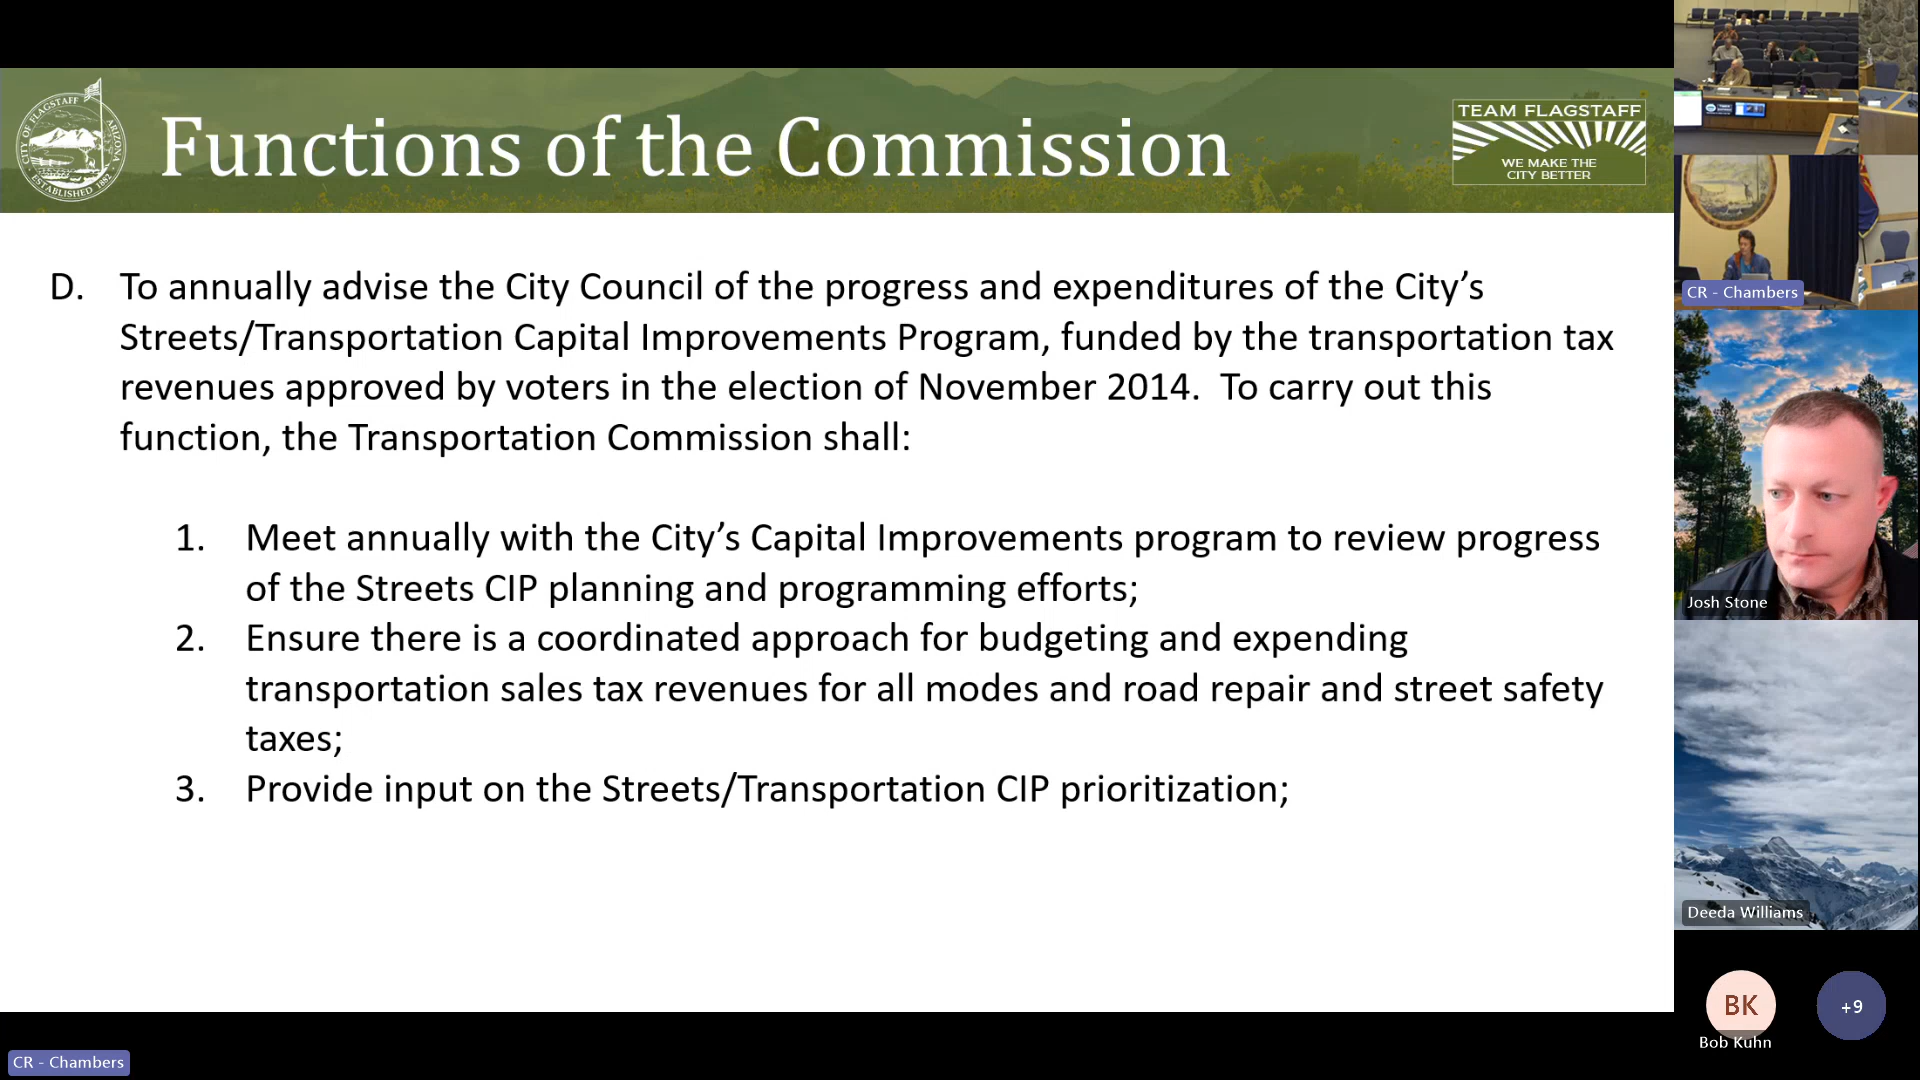 CITY OF FLAGSTAFF
ARIZONA
ESTABLISHED 1882
Functions of the Commission
TEAM FLAGSTAFF
WE MAKE THE
CITY BETTER
D. To annually advise the City Council of the progress and expenditures of the City’s
Streets/Transportation Capital Improvements Program, funded by the transportation tax
revenues approved by voters in the election of November 2014.  To carry out this
function, the Transportation Commission shall:
1. Meet annually with the City’s Capital Improvements program to review progress
of the Streets CIP planning and programming efforts;
2. Ensure there is a coordinated approach for budgeting and expending
transportation sales tax revenues for all modes and road repair and street safety
taxes;
3. Provide input on the Streets/Transportation CIP prioritization;
CR - Chambers
CR - Chambers
Josh Stone
Deeda Williams
BK
Bob Kuhn
+9